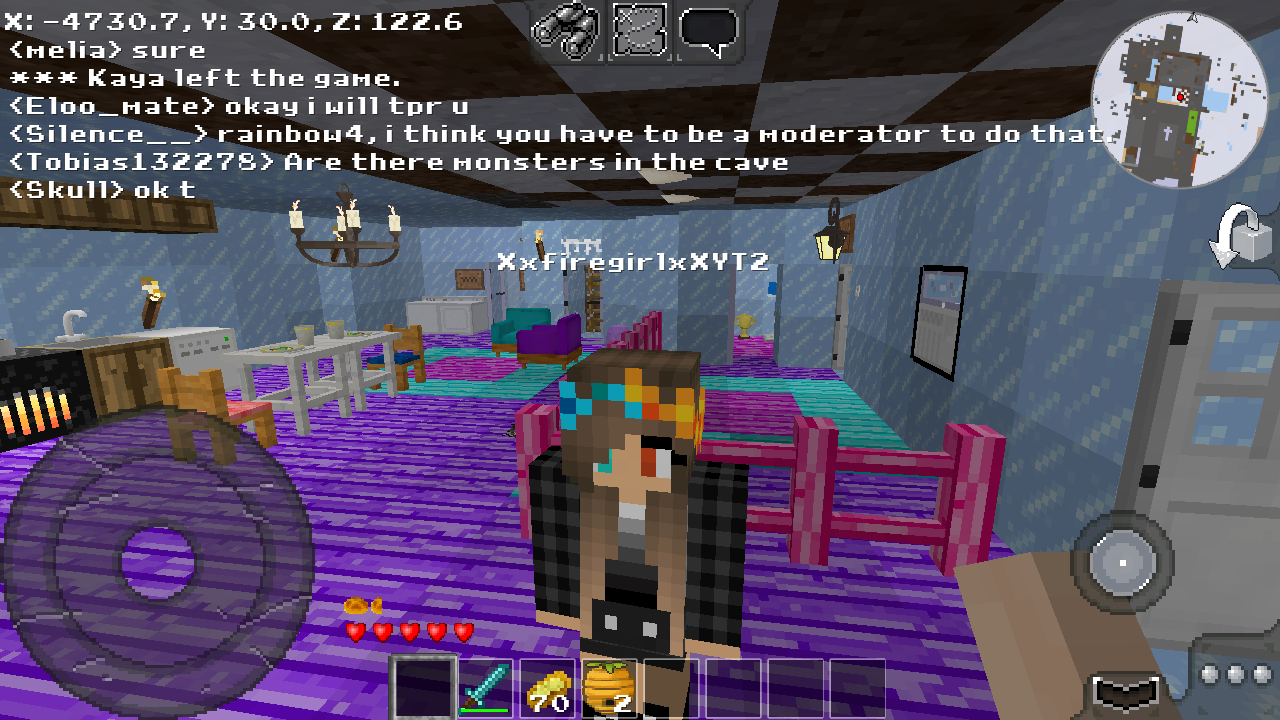 X: -4730.7, Y: 30.0, Z: 122.6
<melia> sure
*** Kaya left the game.
<Eloo_mate> okay i will tpr u
<Silence__> rainbow4, i think you have to be a moderator to do that.
<Tobias132278> Are there monsters in the cave
<Skull> ok t
XxfiregirlxXYT2
70
2